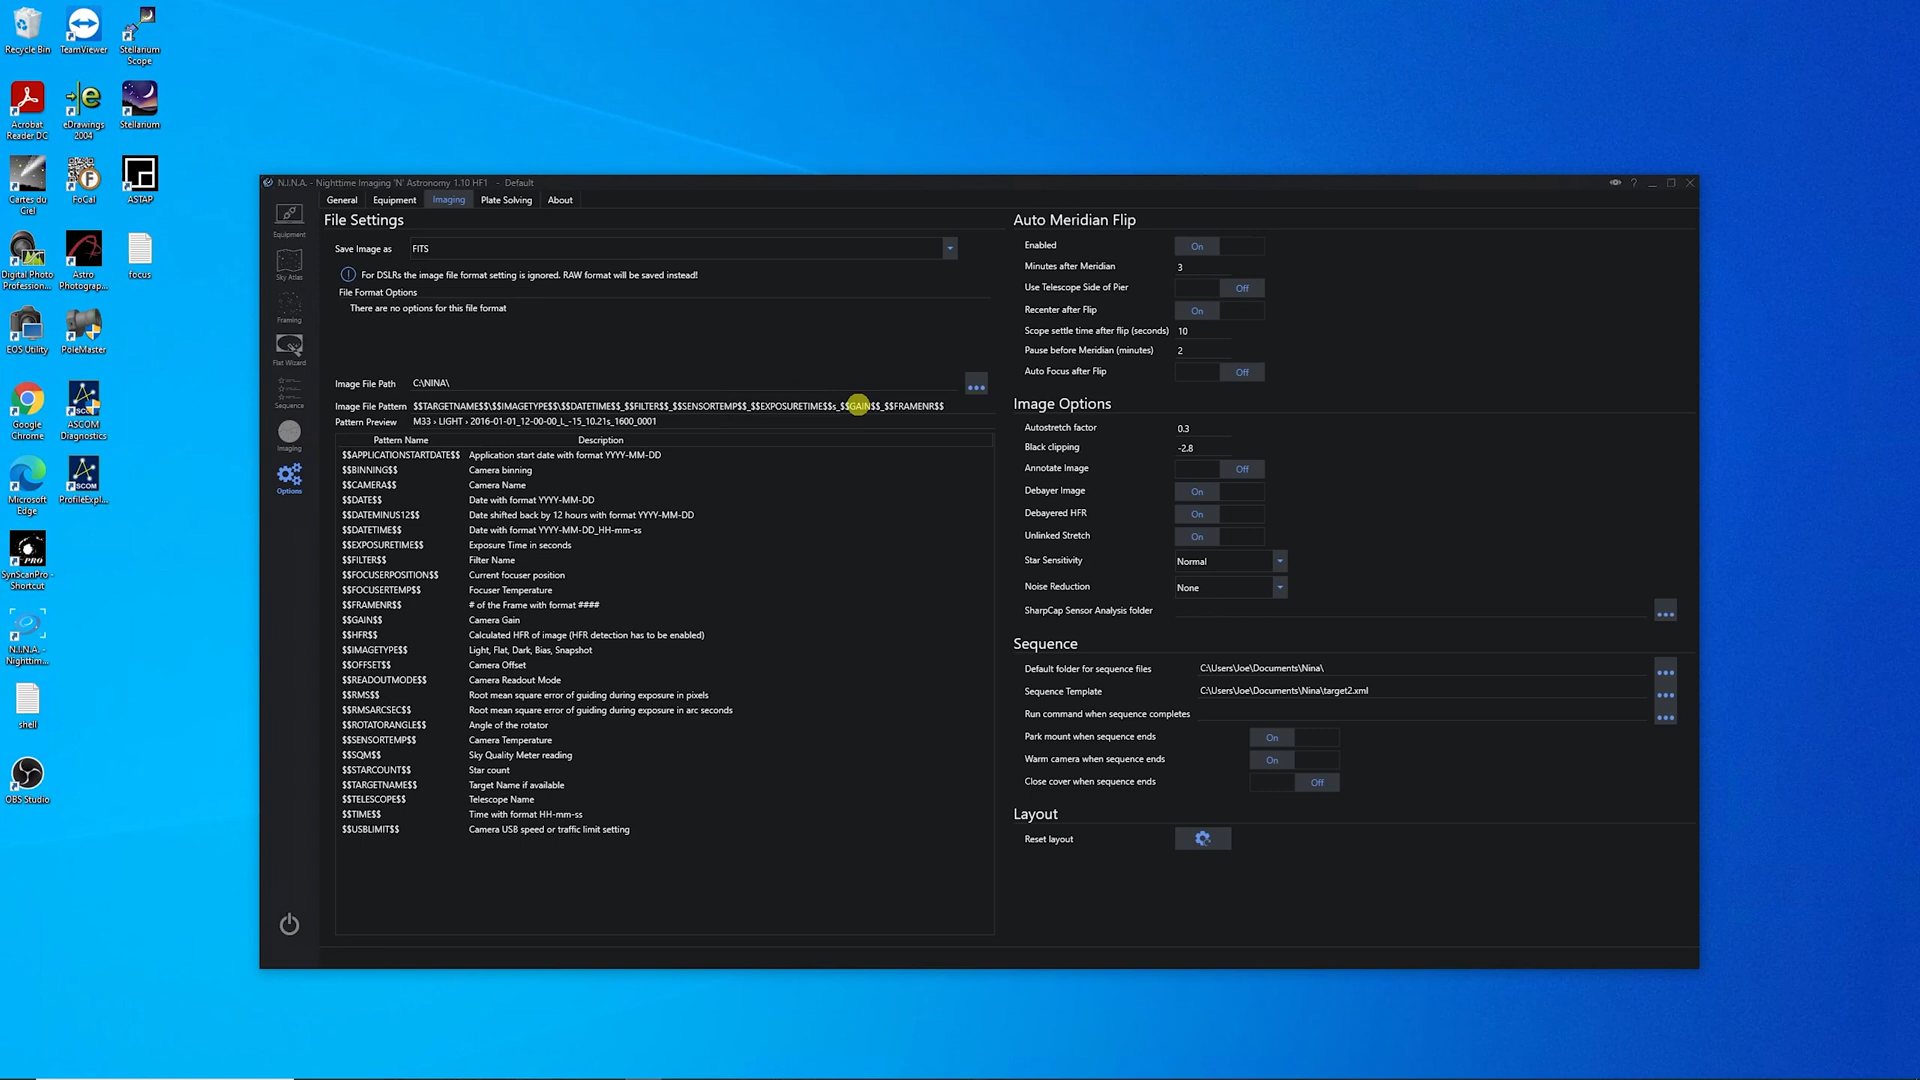 Recycle Bin
TeamViewer
Stellarium
Scope
Acrobat
Reader DC
eDrawings
2004
Stellarium
Cartes du
Ciel
FoCal
ASTAP
Digital Photo
Profession...
Astro
Photograp...
focus
EOS Utility
PoleMaster
Google
Chrome
ASCOM
Diagnostics
Microsoft
Edge
ProfileExpl...
SynScanPro -
Shortcut
N.I.N.A. -
Nighttim...
shell
OBS Studio
N.I.N.A. - Nighttime Imaging 'N' Astronomy 1.10 HF1 - Default
General Equipment Imaging Plate Solving About
Equipment
Sky Atlas
Framing
Flat Wizard
Sequence
Imaging
Options
File Settings
Save Image as FITS
For DSLRs the image file format setting is ignored. RAW format will be saved instead!
File Format Options
There are no options for this file format
Image File Path C:\NINA\
Image File Pattern $$TARGETNAME$$\$$IMAGETYPE$$\$$DATETIME$$_$$FILTER$$_$$SENSORTEMP$$_$$EXPOSURETIME$$s_$$GAIN$$_$$FRAMENR$$
Pattern Preview M33 › LIGHT › 2016-01-01_12-00-00_L_-15_10.21s_1600_0001
Pattern Name Description
$$APPLICATIONSTARTDATE$$ Application start date with format YYYY-MM-DD
$$BINNING$$ Camera binning
$$CAMERA$$ Camera Name
$$DATE$$ Date with format YYYY-MM-DD
$$DATEMINUS12$$ Date shifted back by 12 hours with format YYYY-MM-DD
$$DATETIME$$ Date with format YYYY-MM-DD_HH-mm-ss
$$EXPOSURETIME$$ Exposure Time in seconds
$$FILTER$$ Filter Name
$$FOCUSERPOSITION$$ Current focuser position
$$FOCUSERTEMP$$ Focuser Temperature
$$FRAMENR$$ # of the Frame with format ####
$$GAIN$$ Camera Gain
$$HFR$$ Calculated HFR of image (HFR detection has to be enabled)
$$IMAGETYPE$$ Light, Flat, Dark, Bias, Snapshot
$$OFFSET$$ Camera Offset
$$READOUTMODE$$ Camera Readout Mode
$$RMS$$ Root mean square error of guiding during exposure in pixels
$$RMSARCSEC$$ Root mean square error of guiding during exposure in arc seconds
$$ROTATORANGLE$$ Angle of the rotator
$$SENSORTEMP$$ Camera Temperature
$$SQM$$ Sky Quality Meter reading
$$STARCOUNT$$ Star count
$$TARGETNAME$$ Target Name if available
$$TELESCOPE$$ Telescope Name
$$TIME$$ Time with format HH-mm-ss
$$USBLIMIT$$ Camera USB speed or traffic limit setting
Auto Meridian Flip
Enabled On
Minutes after Meridian 3
Use Telescope Side of Pier Off
Recenter after Flip On
Scope settle time after flip (seconds) 10
Pause before Meridian (minutes) 2
Auto Focus after Flip Off
Image Options
Autostretch factor 0.3
Black clipping -2.8
Annotate Image Off
Debayer Image On
Debayered HFR On
Unlinked Stretch On
Star Sensitivity Normal
Noise Reduction None
SharpCap Sensor Analysis folder
Sequence
Default folder for sequence files C:\Users\Joe\Documents\Nina\
Sequence Template C:\Users\Joe\Documents\Nina\target2.xml
Run command when sequence completes
Park mount when sequence ends On
Warm camera when sequence ends On
Close cover when sequence ends Off
Layout
Reset layout